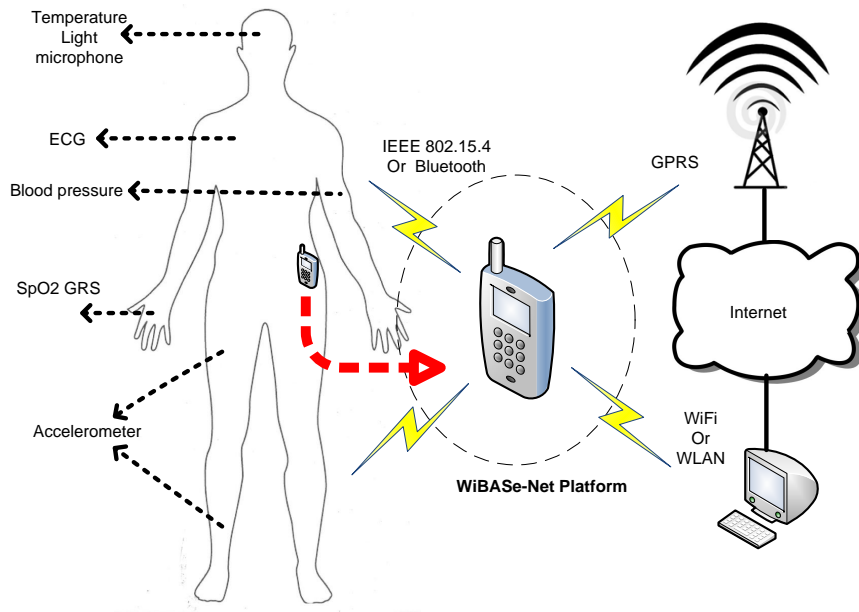 Temperature
Light
microphone
ECG
Blood pressure
SpO2 GRS
Accelerometer
IEEE 802.15.4
Or Bluetooth
GPRS
Internet
WiFi
Or
WLAN
WiBASe-Net Platform